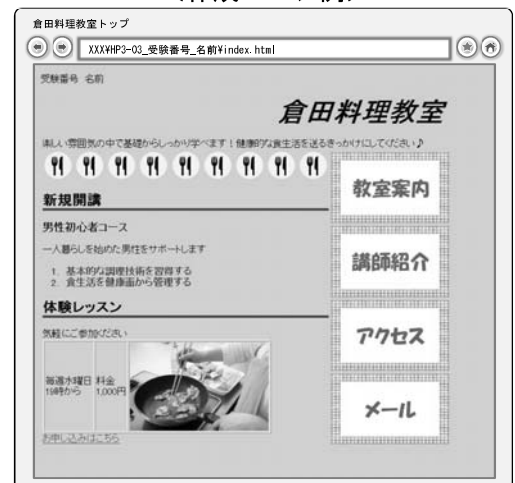 倉田料理教室トップ
XXX¥HP3-03_受験番号_名前¥index.html
受験番号 名前
倉田料理教室
楽しい雰囲気の中で基礎からしっかり学べます！健康的な食生活を送るきっかけにしてください♪
新規開講
男性初心者コース
一人暮らしを始めた男性をサポートします
1. 基本的な調理技術を習得する
2. 食生活を健康面から管理する
体験レッスン
気軽にご参加ください
毎週水曜日 料金
19時から 1,000円
お申し込みはこちら
教室案内
講師紹介
アクセス
メール